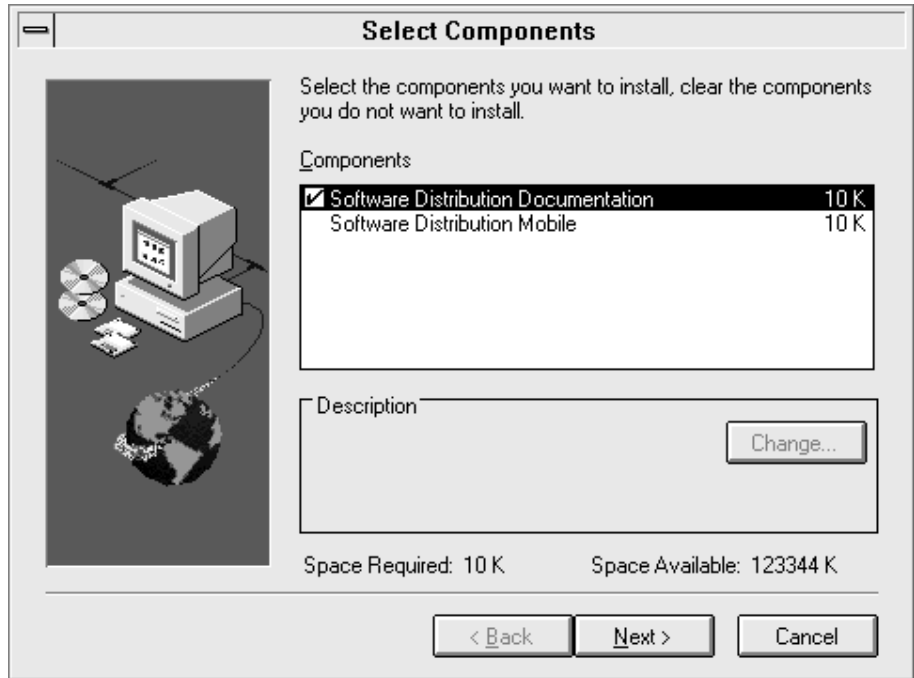 Select Components
Select the components you want to install, clear the components
you do not want to install.
Components
Software Distribution Documentation 10 K
Software Distribution Mobile 10 K
Description
Change...
Space Required: 10 K Space Available: 123344 K
< Back Next > Cancel